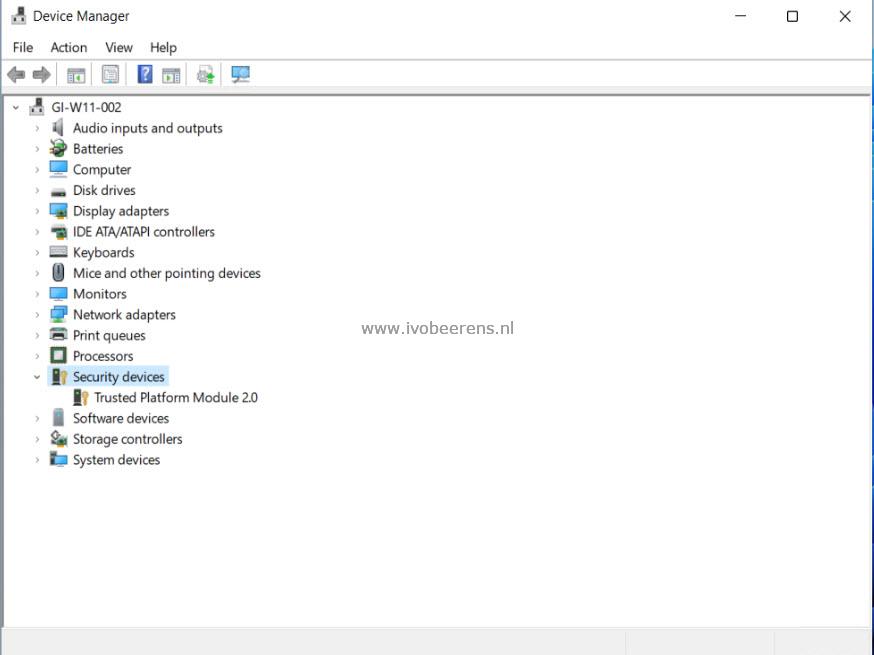 Device Manager
File Action View Help
GI-W11-002
Audio inputs and outputs
Batteries
Computer
Disk drives
Display adapters
IDE ATA/ATAPI controllers
Keyboards
Mice and other pointing devices
Monitors
Network adapters
www.ivobeerens.nl
Print queues
Processors
Security devices
Trusted Platform Module 2.0
Software devices
Storage controllers
System devices